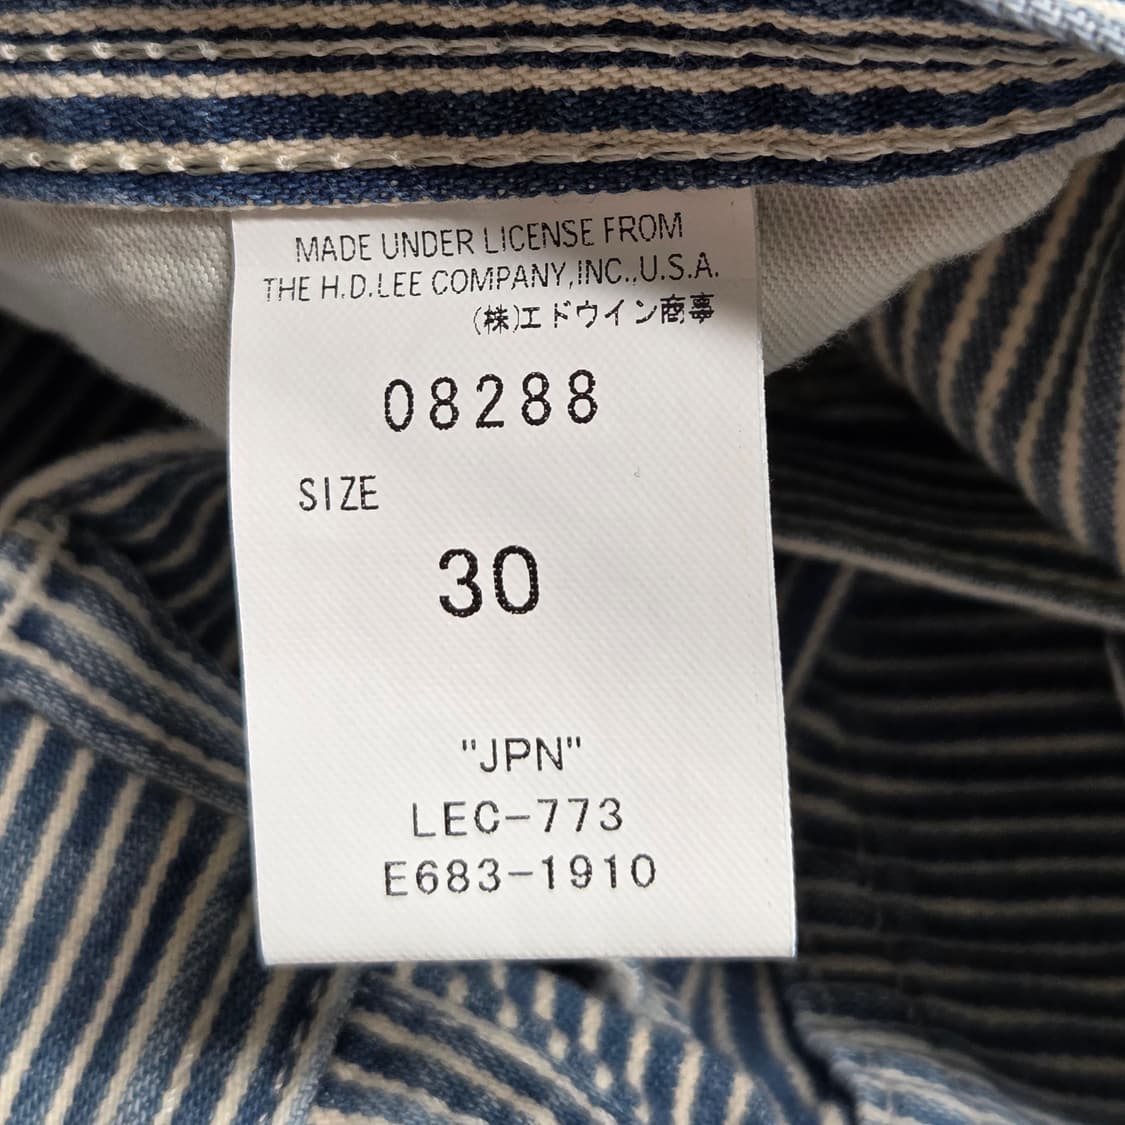 MADE UNDER LICENSE FROM
THE H.D.LEE COMPANY,INC.,U.S.A.
(株)エドウイン商事
08288
SIZE
30
"JPN"
LEC-773
E683-1910